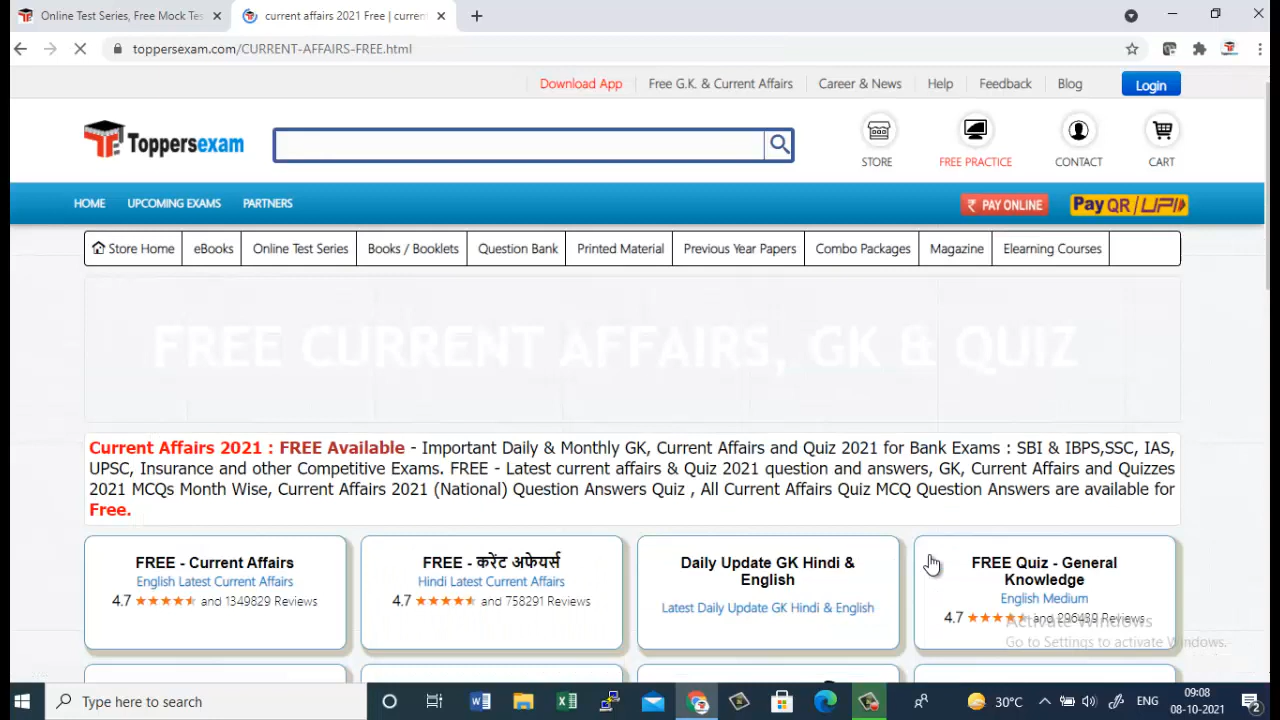 Online Test Series, Free Mock Tes
current affairs 2021 Free | current
toppersexam.com/CURRENT-AFFAIRS-FREE.html
Download App
Free G.K. & Current Affairs
Career & News
Help
Feedback
Blog
Login
Toppersexam
STORE
FREE PRACTICE
CONTACT
CART
HOME
UPCOMING EXAMS
PARTNERS
₹ PAY ONLINE
Pay QR/UPI
Store Home
eBooks
Online Test Series
Books / Booklets
Question Bank
Printed Material
Previous Year Papers
Combo Packages
Magazine
Elearning Courses
FREE CURRENT AFFAIRS, GK & QUIZ
Current Affairs 2021 : FREE Available - Important Daily & Monthly GK, Current Affairs and Quiz 2021 for Bank Exams : SBI & IBPS,SSC, IAS,
UPSC, Insurance and other Competitive Exams. FREE - Latest current affairs & Quiz 2021 question and answers, GK, Current Affairs and Quizzes
2021 MCQs Month Wise, Current Affairs 2021 (National) Question Answers Quiz , All Current Affairs Quiz MCQ Question Answers are available for
Free.
FREE - Current Affairs
English Latest Current Affairs
4.7 and 1349829 Reviews
FREE - करेंट अफेयर्स
Hindi Latest Current Affairs
4.7 and 758291 Reviews
Daily Update GK Hindi &
English
Latest Daily Update GK Hindi & English
FREE Quiz - General
Knowledge
English Medium
4.7 and 296489 Reviews
Activate Windows
Go to Settings to activate Windows.
Type here to search
30°C
ENG
09:08
08-10-2021
2